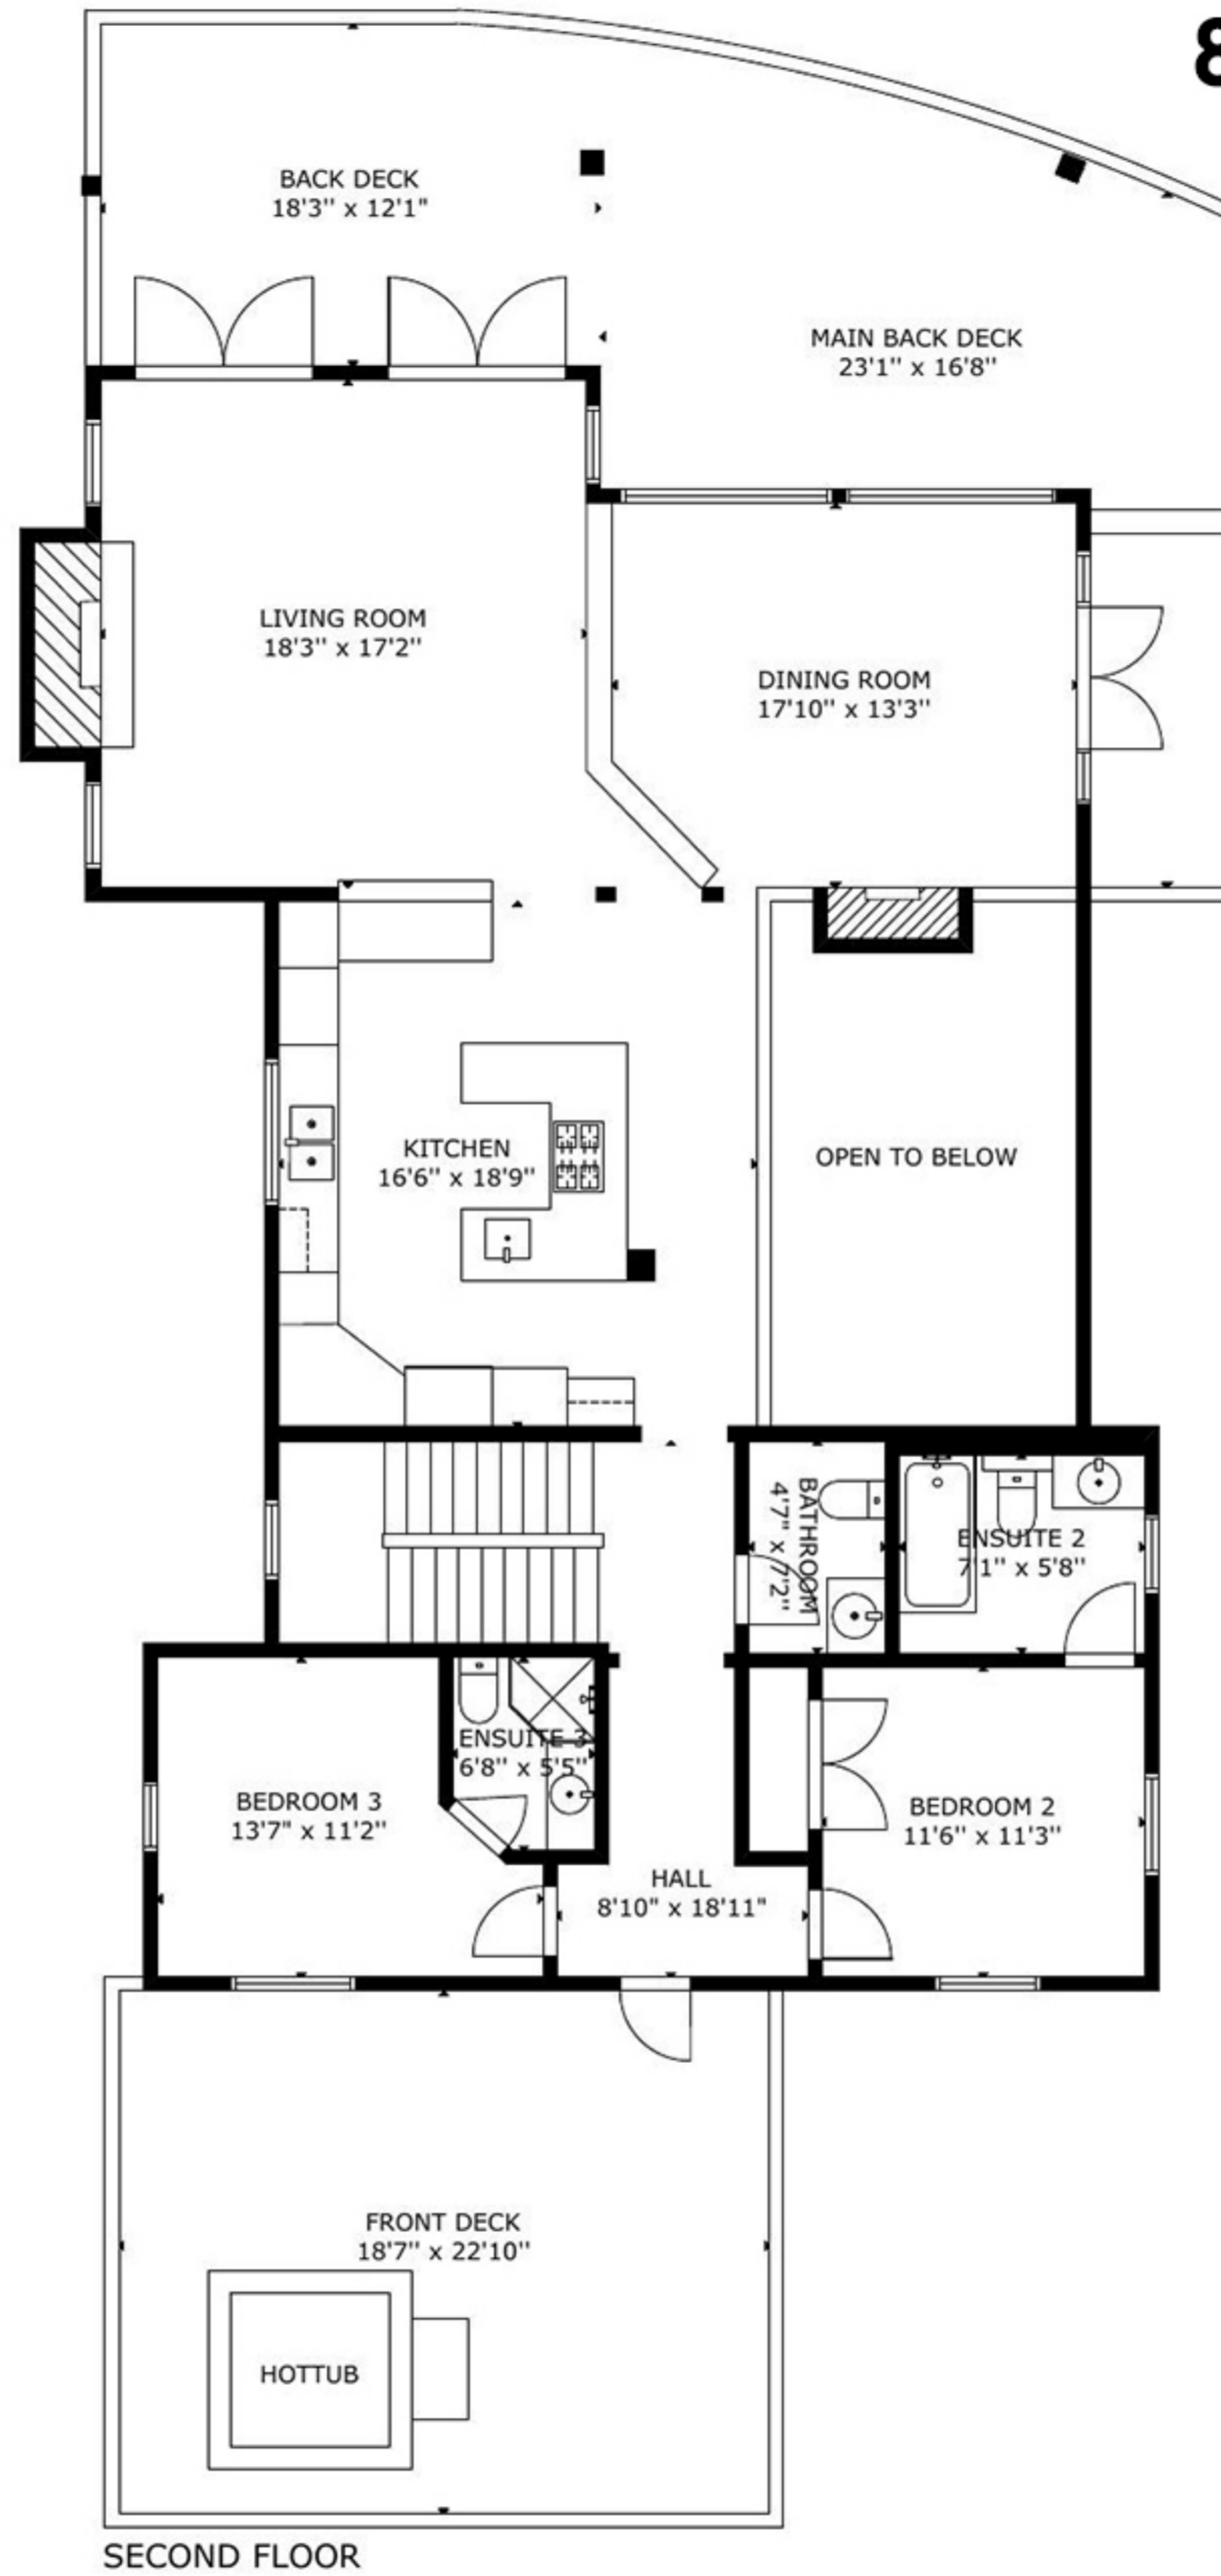 8
BACK DECK
18'3'' x 12'1"
MAIN BACK DECK
23'1'' x 16'8''
LIVING ROOM
18'3'' x 17'2''
DINING ROOM
17'10'' x 13'3''
KITCHEN
16'6'' x 18'9''
OPEN TO BELOW
BATHROOM
4'7'' x 7'2''
ENSUITE 2
7'1'' x 5'8''
ENSUITE 3
6'8'' x 5'5''
BEDROOM 3
13'7" x 11'2''
BEDROOM 2
11'6'' x 11'3''
HALL
8'10" x 18'11"
FRONT DECK
18'7'' x 22'10''
HOTTUB
SECOND FLOOR